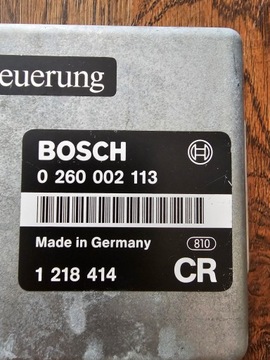 euerung
BOSCH
0 260 002 113
Made in Germany 810
1 218 414 CR